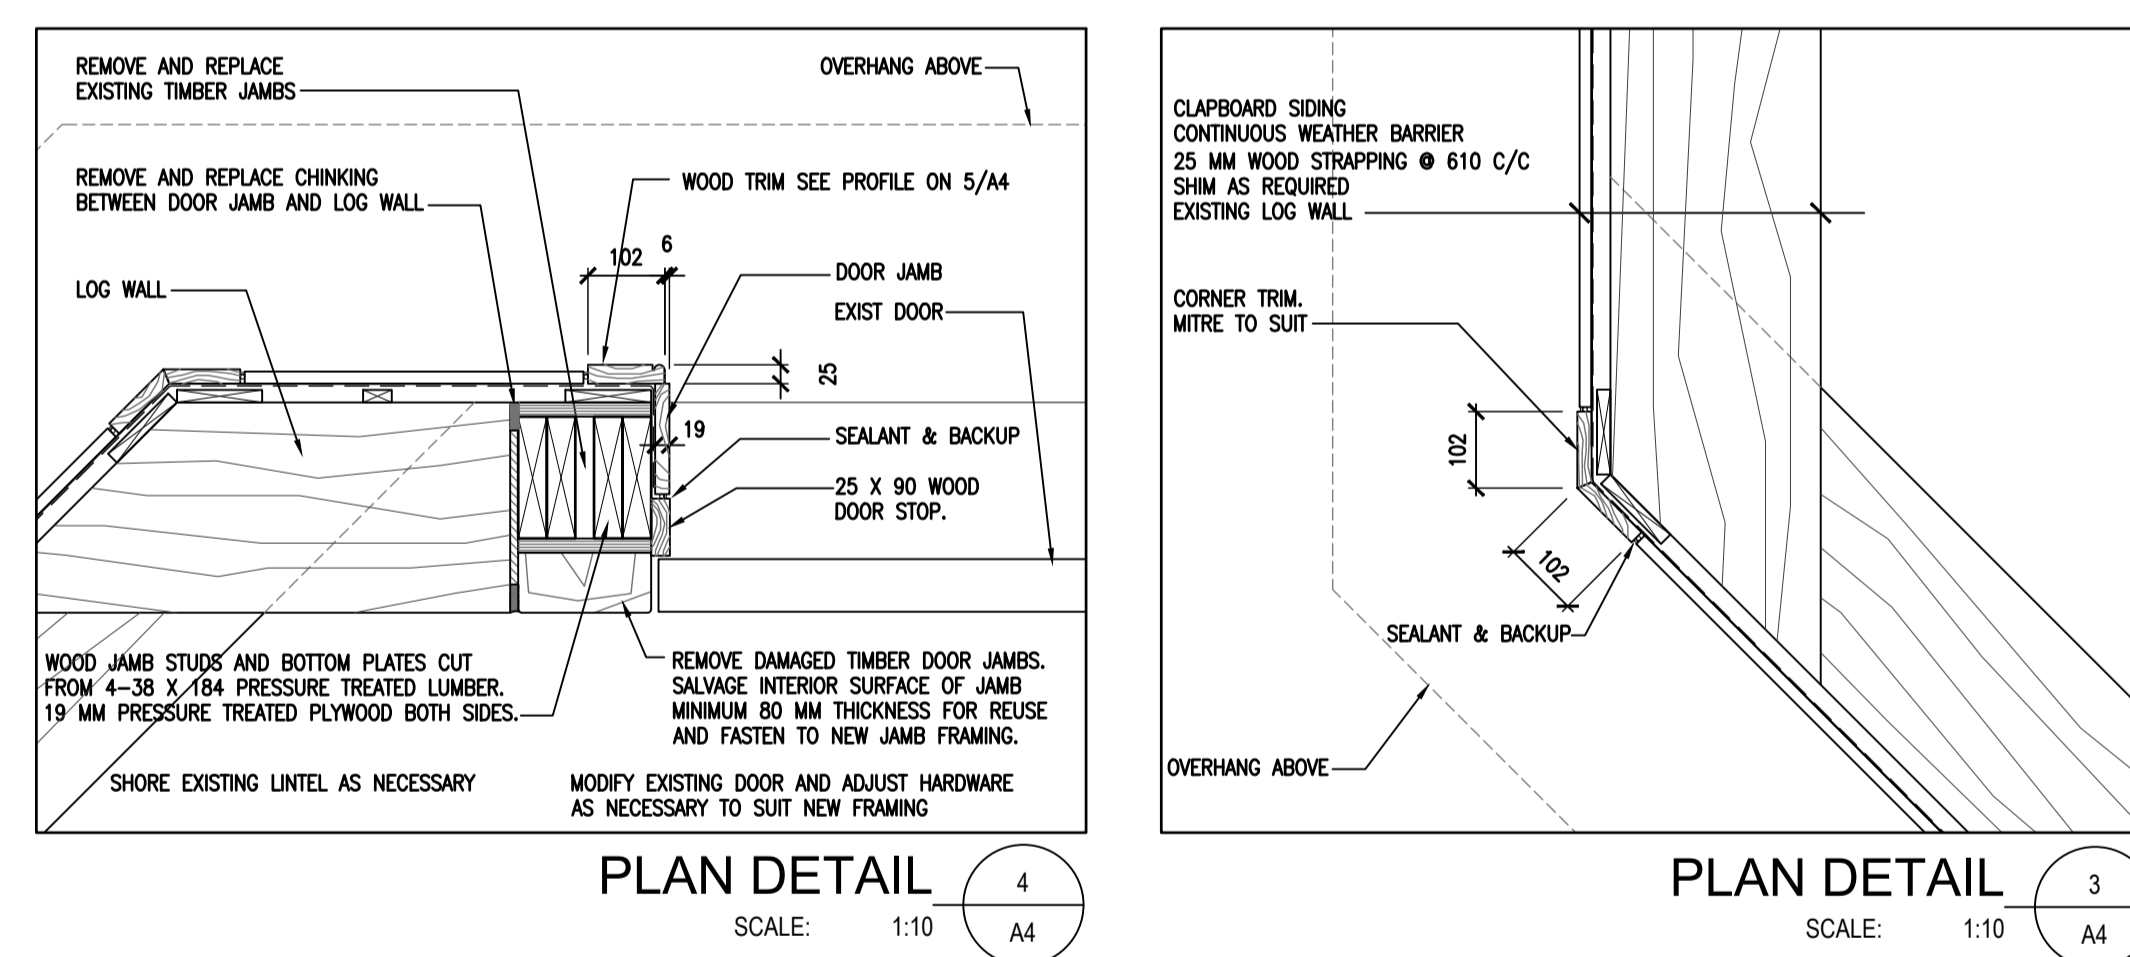 REMOVE AND REPLACE
EXISTING TIMBER JAMBS
OVERHANG ABOVE
REMOVE AND REPLACE CHINKING
BETWEEN DOOR JAMB AND LOG WALL
WOOD TRIM SEE PROFILE ON 5/A4
102
6
LOG WALL
DOOR JAMB
EXIST DOOR
25
19
SEALANT & BACKUP
25 X 90 WOOD
DOOR STOP.
WOOD JAMB STUDS AND BOTTOM PLATES CUT
FROM 4-38 X 184 PRESSURE TREATED LUMBER.
19 MM PRESSURE TREATED PLYWOOD BOTH SIDES.
REMOVE DAMAGED TIMBER DOOR JAMBS.
SALVAGE INTERIOR SURFACE OF JAMB
MINIMUM 80 MM THICKNESS FOR REUSE
AND FASTEN TO NEW JAMB FRAMING.
SHORE EXISTING LINTEL AS NECESSARY
MODIFY EXISTING DOOR AND ADJUST HARDWARE
AS NECESSARY TO SUIT NEW FRAMING
PLAN DETAIL
SCALE: 1:10
4
A4
CLAPBOARD SIDING
CONTINUOUS WEATHER BARRIER
25 MM WOOD STRAPPING @ 610 C/C
SHIM AS REQUIRED
EXISTING LOG WALL
CORNER TRIM.
MITRE TO SUIT
102
102
SEALANT & BACKUP
OVERHANG ABOVE
PLAN DETAIL
SCALE: 1:10
3
A4